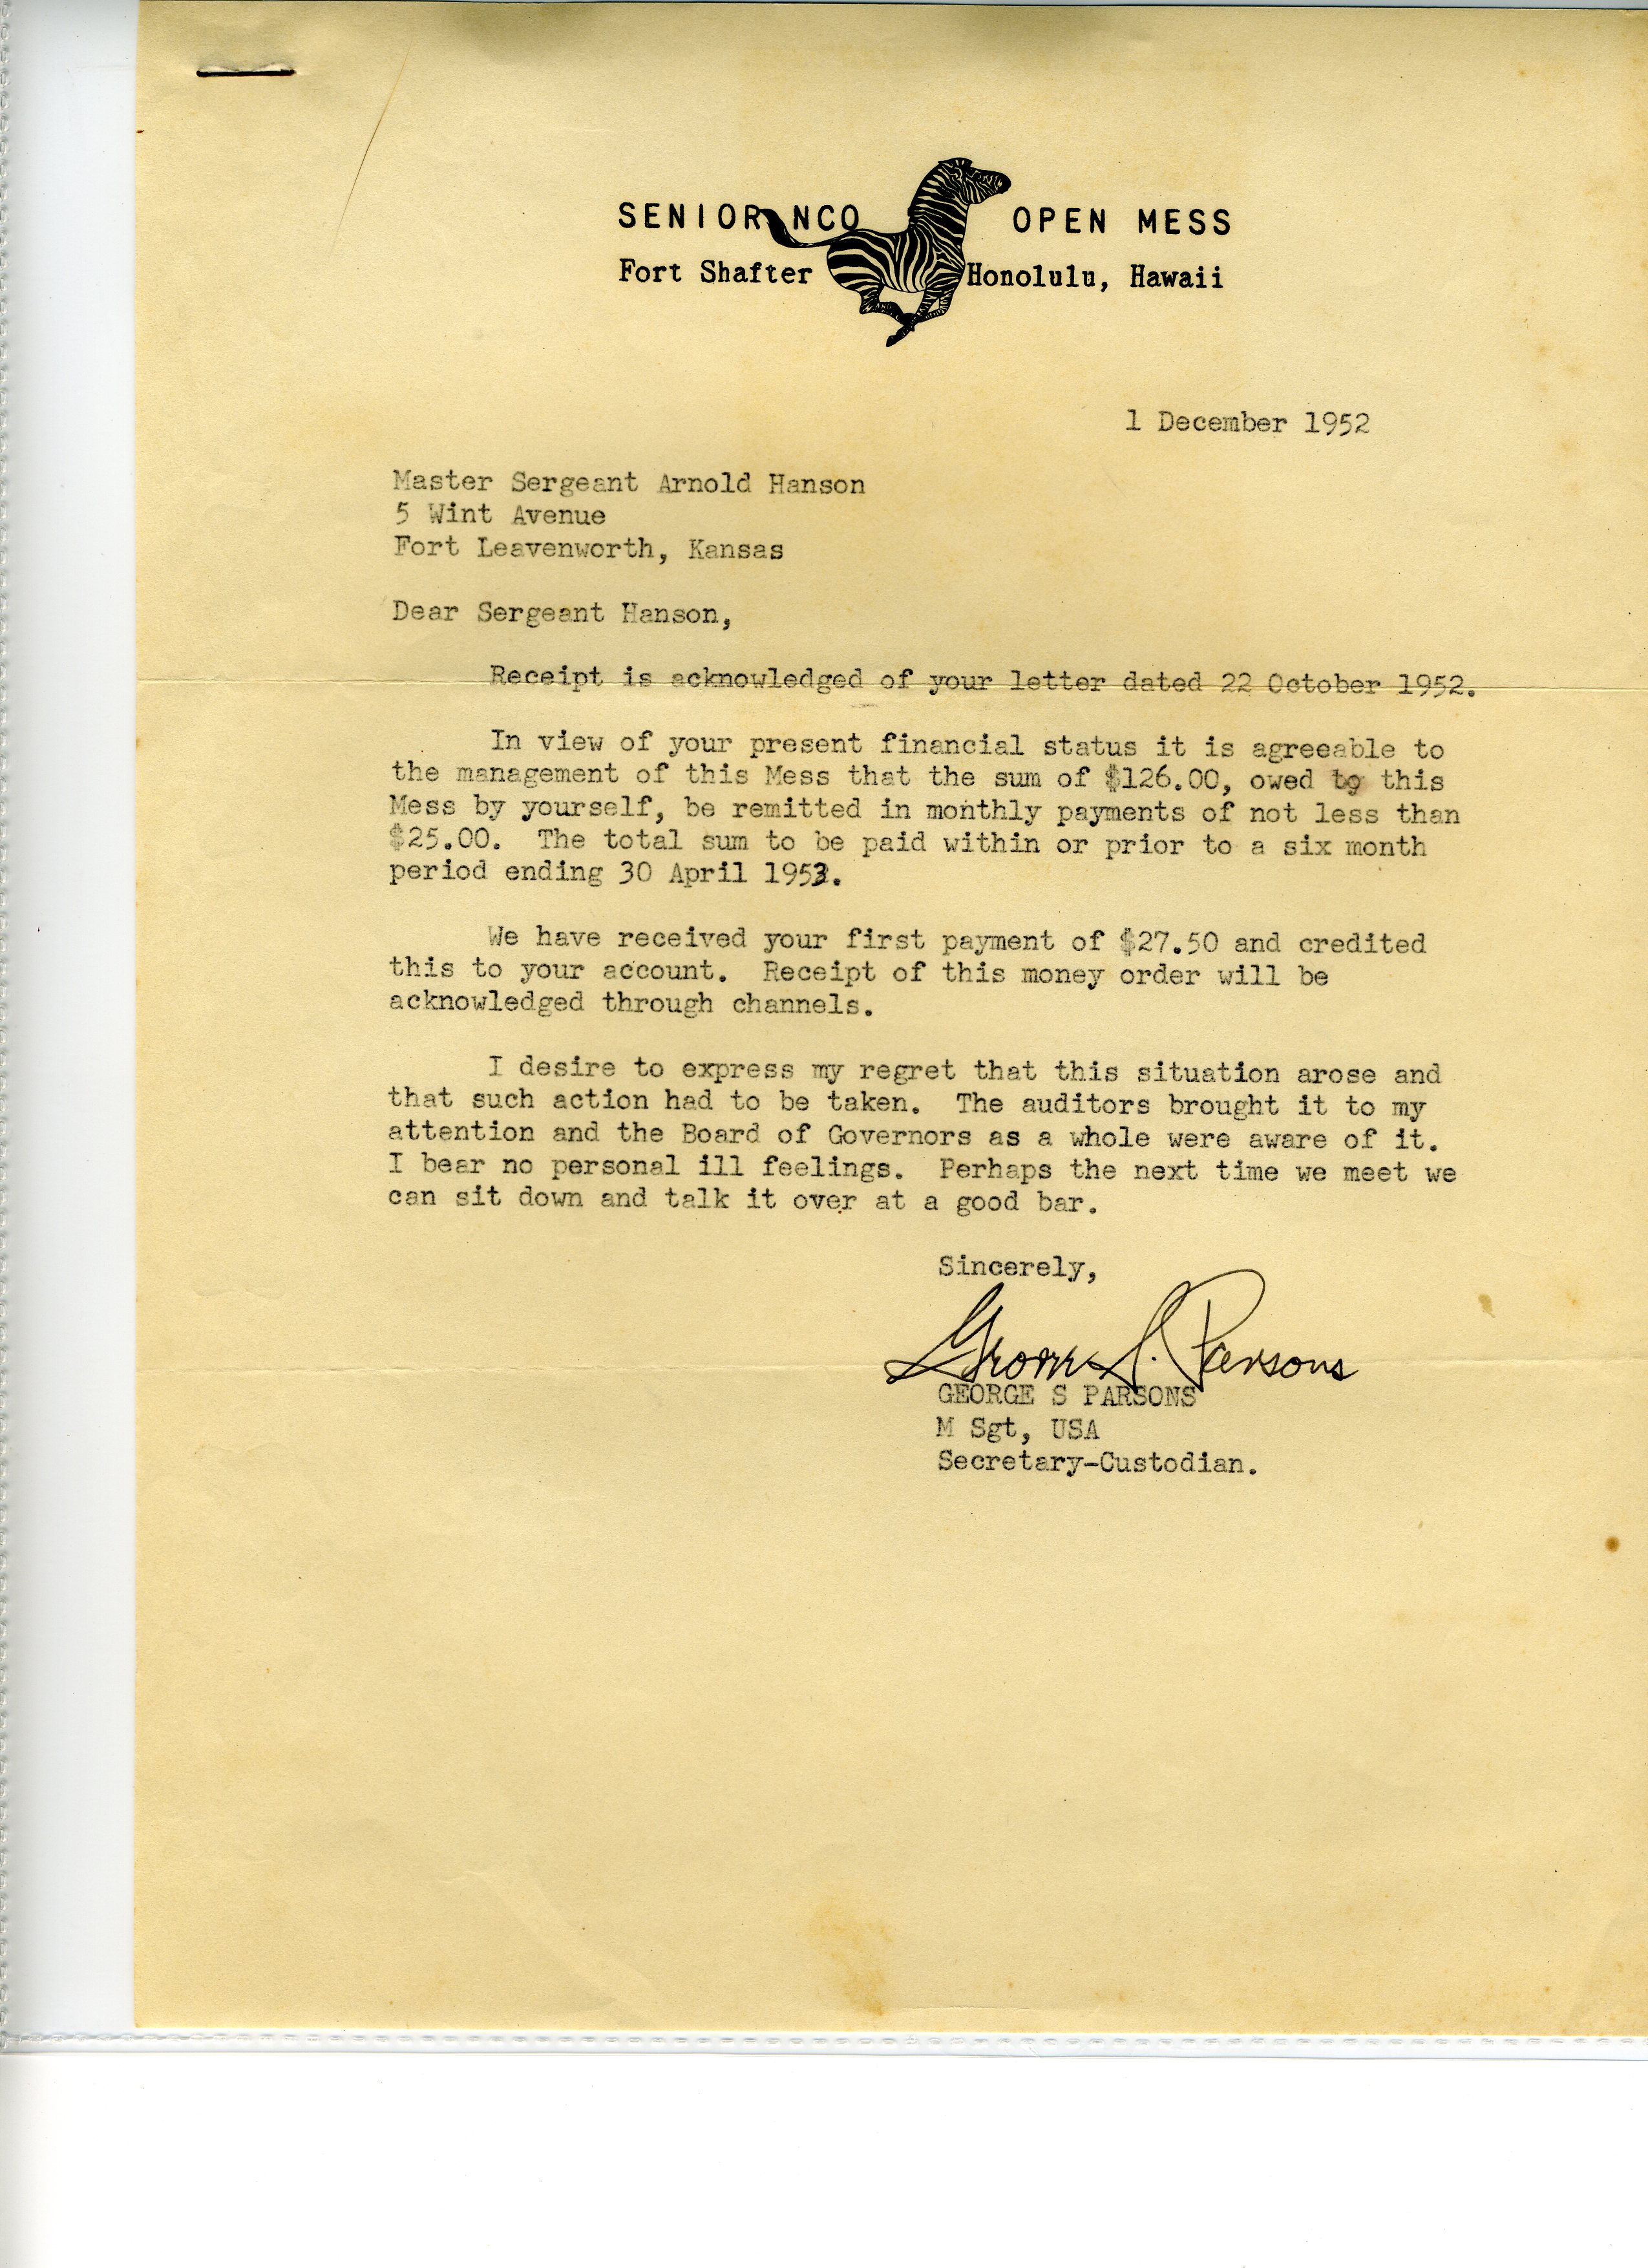 SENIOR NCO OPEN MESS
Fort Shafter Honolulu, Hawaii
1 December 1952
Master Sergeant Arnold Hanson
5 Wint Avenue
Fort Leavenworth, Kansas
Dear Sergeant Hanson,
Receipt is acknowledged of your letter dated 22 October 1952.
In view of your present financial status it is agreeable to
the management of this Mess that the sum of $126.00, owed to this
Mess by yourself, be remitted in monthly payments of not less than
$25.00. The total sum to be paid within or prior to a six month
period ending 30 April 1953.
We have received your first payment of $27.50 and credited
this to your account. Receipt of this money order will be
acknowledged through channels.
I desire to express my regret that this situation arose and
that such action had to be taken. The auditors brought it to my
attention and the Board of Governors as a whole were aware of it.
I bear no personal ill feelings. Perhaps the next time we meet we
can sit down and talk it over at a good bar.
Sincerely,
George S. Parsons
GEORGE S PARSONS
M Sgt, USA
Secretary-Custodian.